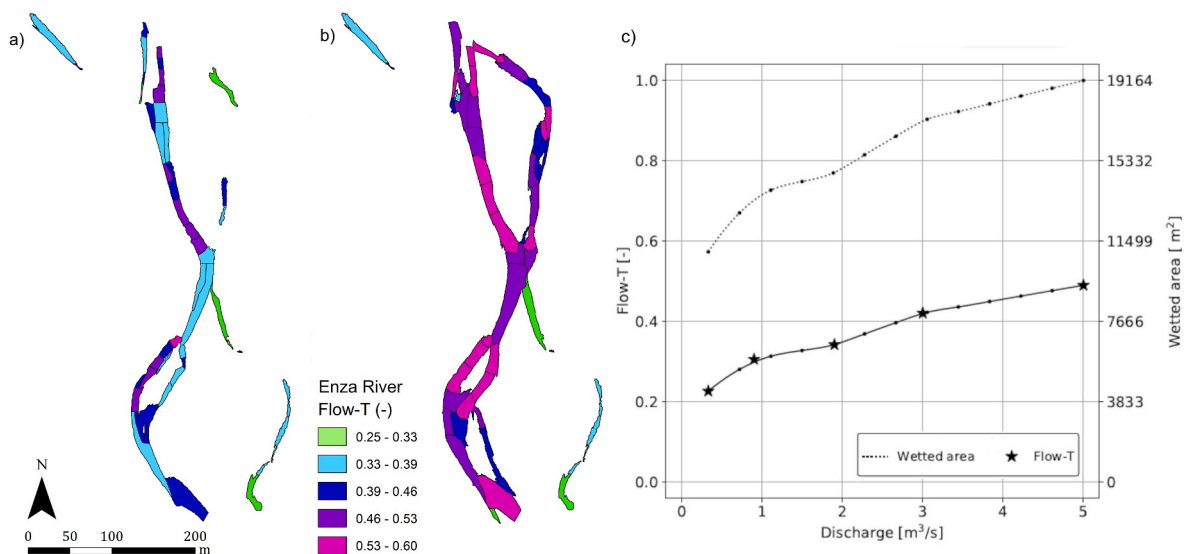 a)
b)
c)
Enza River
Flow-T (-)
0.25 - 0.33
0.33 - 0.39
0.39 - 0.46
0.46 - 0.53
0.53 - 0.60
N
0 50 100 200
m
Flow-T [-]
1.0
0.8
0.6
0.4
0.2
0.0
19164
15332
11499
7666
3833
0
Wetted area [ m²]
Wetted area
Flow-T
0 1 2 3 4 5
Discharge [m³/s]